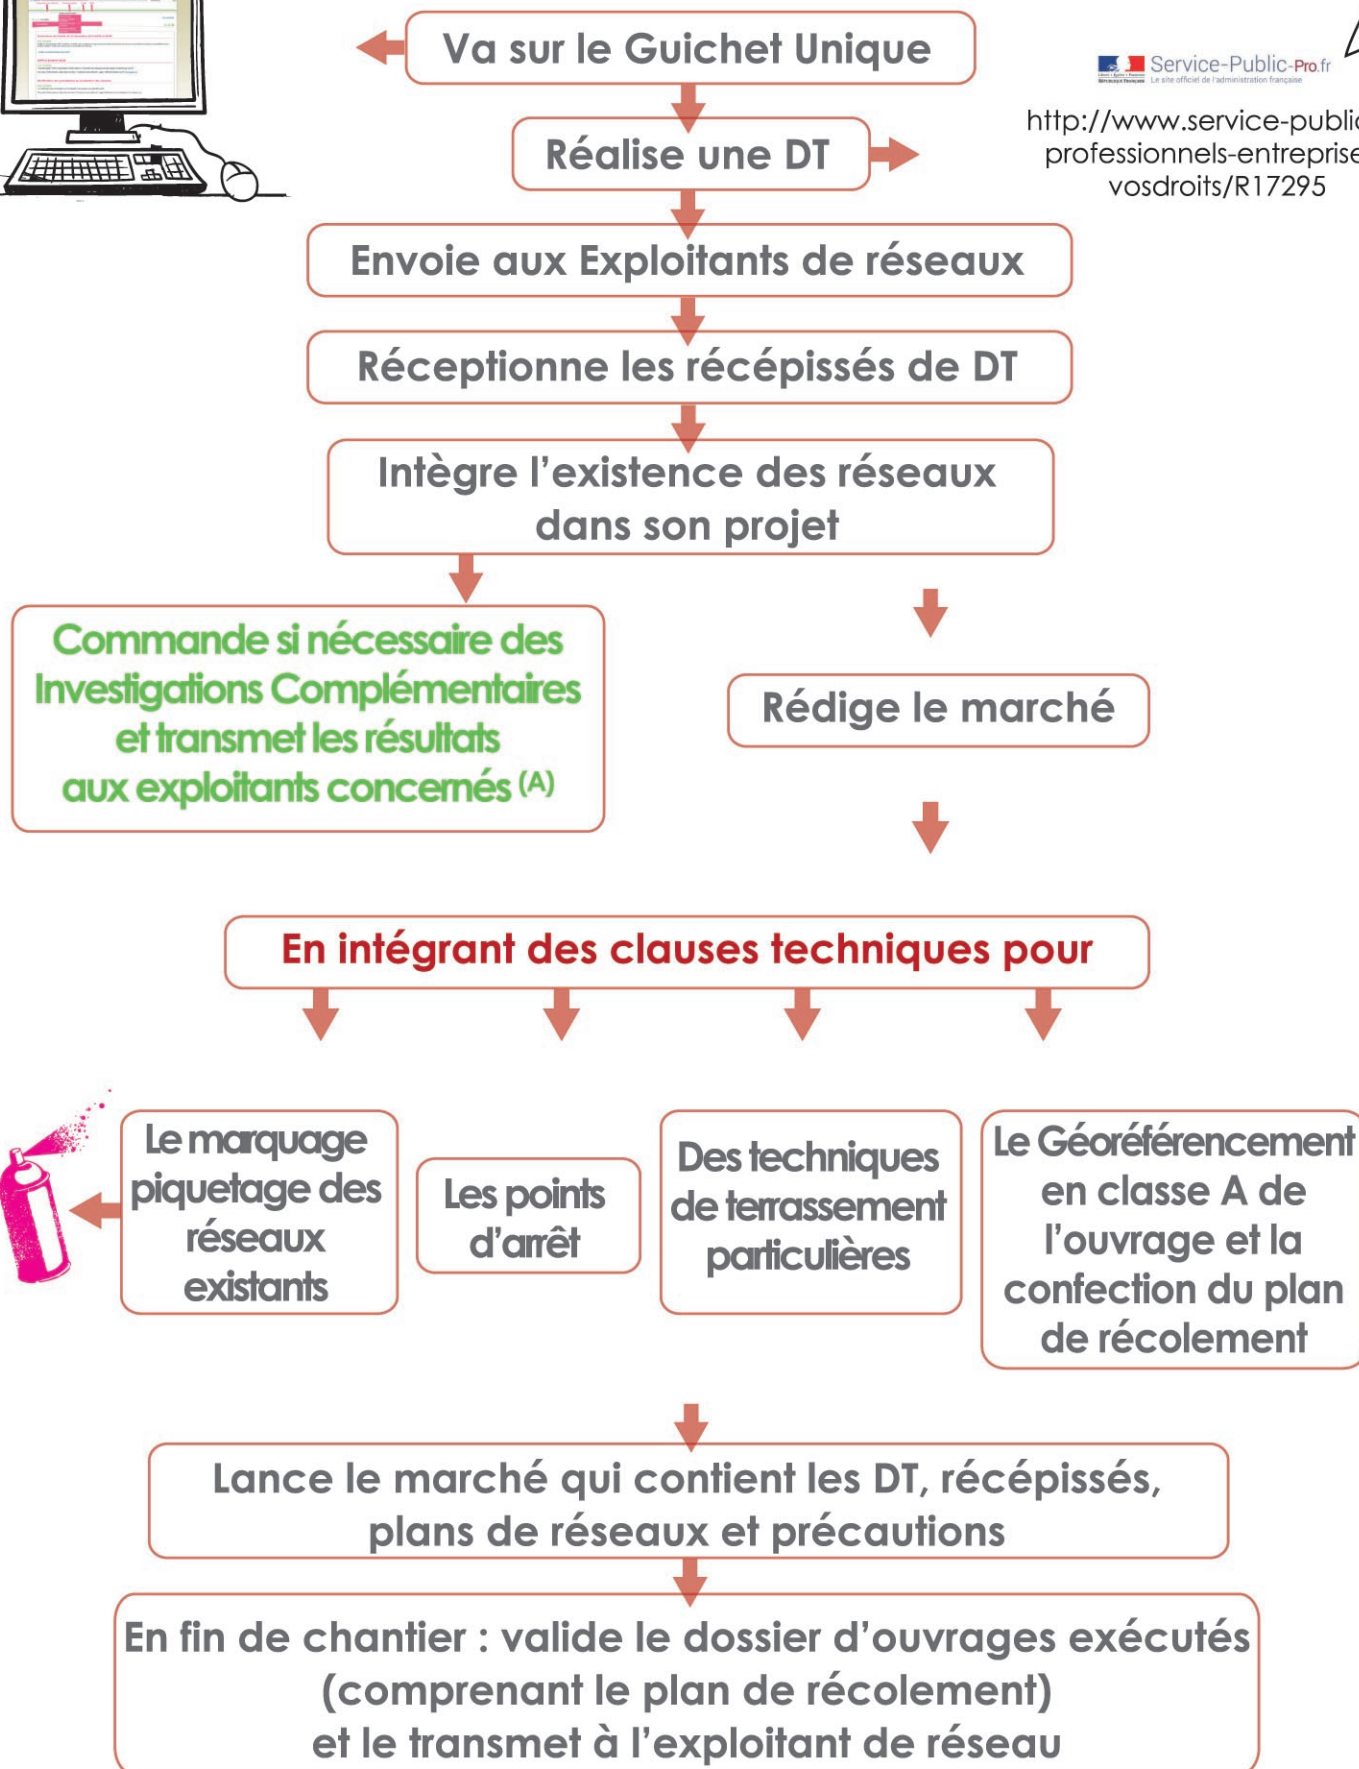 Va sur le Guichet Unique
Service-Public-Pro.fr
Le site officiel de l'administration française
http://www.service-public
professionnels-entreprise
vosdroits/R17295
Réalise une DT
Envoie aux Exploitants de réseaux
Réceptionne les récépissés de DT
Intègre l'existence des réseaux
dans son projet
Commande si nécessaire des
Investigations Complémentaires
et transmet les résultats
aux exploitants concernés (A)
Rédige le marché
En intégrant des clauses techniques pour
Le marquage
piquetage des
réseaux
existants
Les points
d'arrêt
Des techniques
de terrassement
particulières
Le Géoréférencement
en classe A de
l'ouvrage et la
confection du plan
de récolement
Lance le marché qui contient les DT, récépissés,
plans de réseaux et précautions
En fin de chantier : valide le dossier d'ouvrages exécutés
(comprenant le plan de récolement)
et le transmet à l'exploitant de réseau